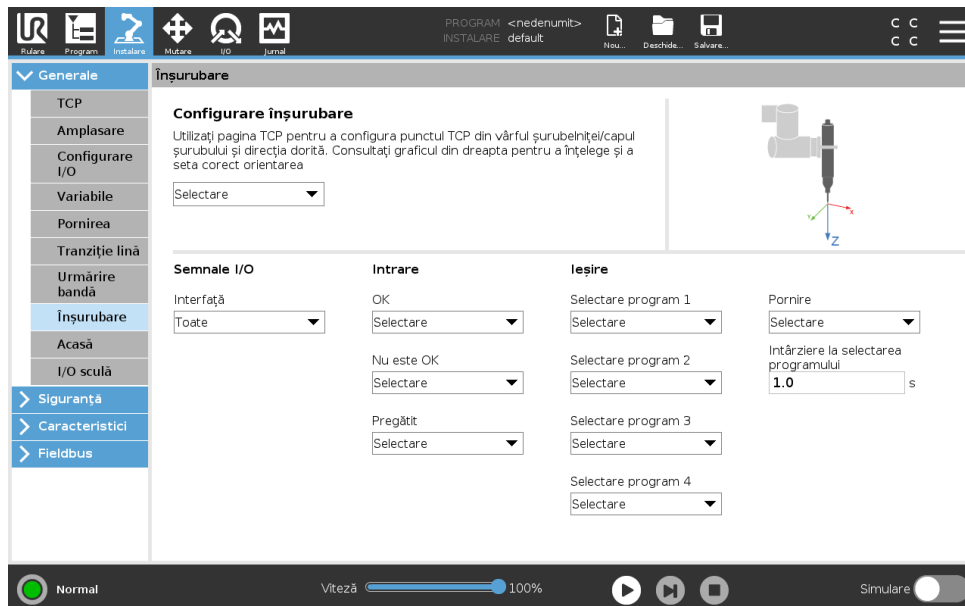 PROGRAM <nedenumit>
INSTALARE default
Rulare Program Instalare Mutare I/O Jurnal Nou... Deschide... Salvare...
C C
C C
Generale
TCP
Amplasare
Configurare
I/O
Variabile
Pornirea
Tranziție lină
Urmărire
bandă
Înșurubare
Acasă
I/O sculă
Siguranță
Caracteristici
Fieldbus
Înșurubare
Configurare înșurubare
Utilizați pagina TCP pentru a configura punctul TCP din vârful șurubelniței/capul
șurubului și direcția dorită. Consultați graficul din dreapta pentru a înțelege și a
seta corect orientarea
Selectare
Y X
Z
Semnale I/O
Interfață
Toate
Intrare
OK
Selectare
Nu este OK
Selectare
Pregătit
Selectare
Ieșire
Selectare program 1
Selectare
Selectare program 2
Selectare
Selectare program 3
Selectare
Selectare program 4
Selectare
Pornire
Selectare
Intârziere la selectarea
programului
1.0 s
Normal Viteză 100% Simulare